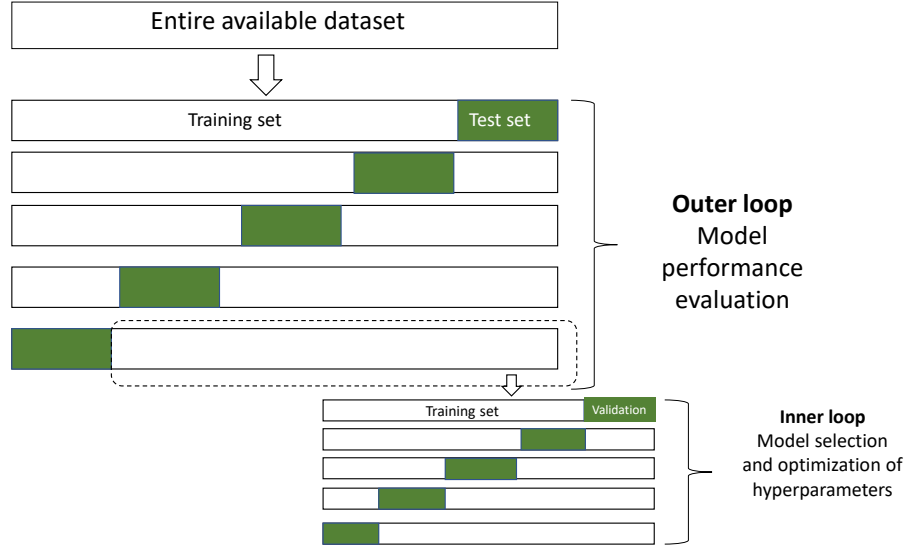 Entire available dataset
Training set
Test set
Outer loop
Model
performance
evaluation
Training set
Validation
Inner loop
Model selection
and optimization of
hyperparameters